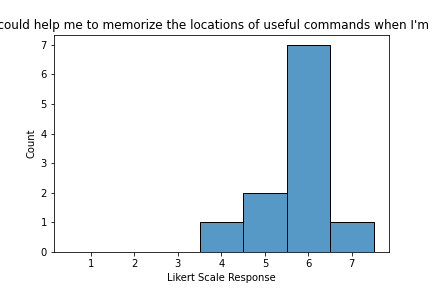 could help me to memorize the locations of useful commands when I'm
7
6
5
4
3
2
1
0
Count
1 2 3 4 5 6 7
Likert Scale Response